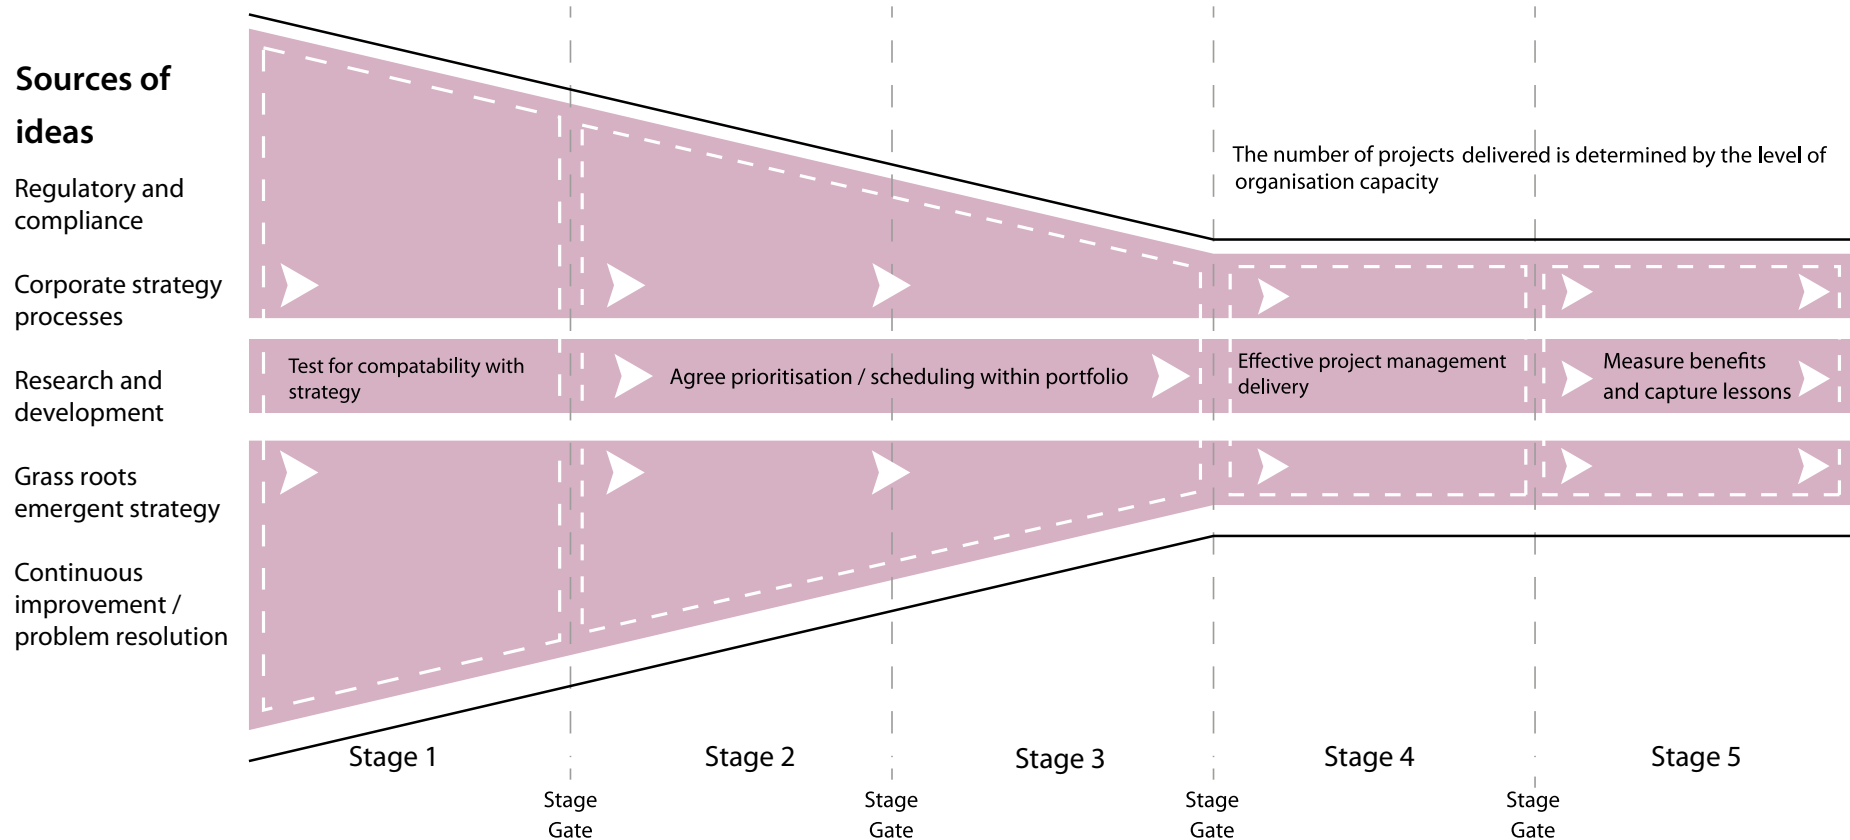 Sources of
ideas
Regulatory and
compliance
Corporate strategy
processes
Research and
development
Grass roots
emergent strategy
Continuous
improvement /
problem resolution
The number of projects delivered is determined by the level of
organisation capacity
Test for compatability with
strategy
Agree prioritisation / scheduling within portfolio
Effective project management
delivery
Measure benefits
and capture lessons
Stage 1
Stage 2
Stage 3
Stage 4
Stage 5
Stage
Gate
Stage
Gate
Stage
Gate
Stage
Gate